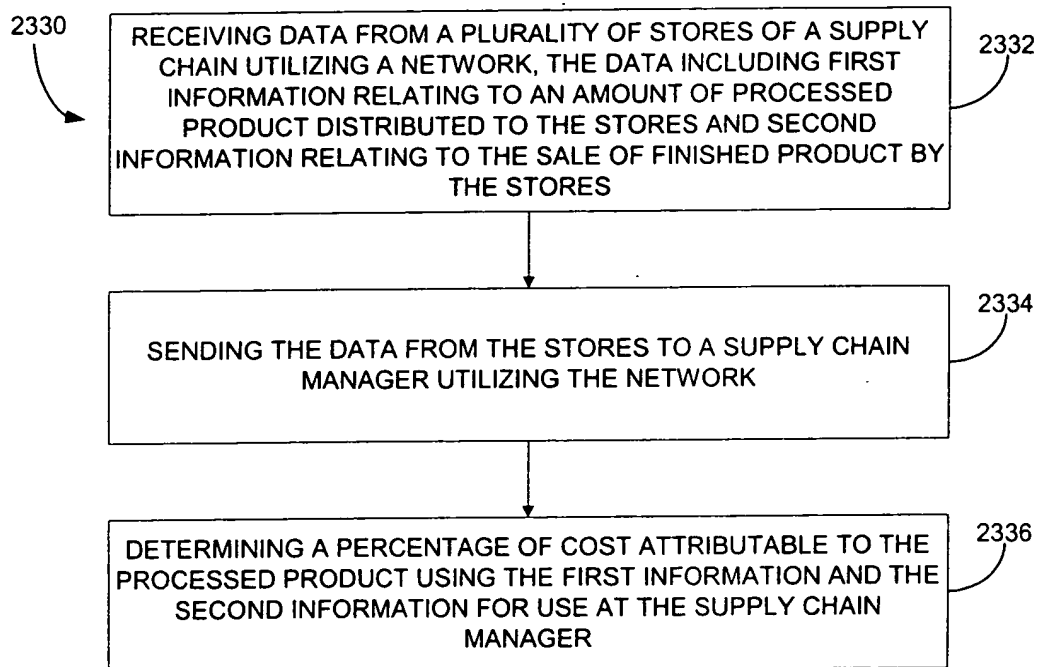 2330
RECEIVING DATA FROM A PLURALITY OF STORES OF A SUPPLY
CHAIN UTILIZING A NETWORK, THE DATA INCLUDING FIRST
INFORMATION RELATING TO AN AMOUNT OF PROCESSED
PRODUCT DISTRIBUTED TO THE STORES AND SECOND
INFORMATION RELATING TO THE SALE OF FINISHED PRODUCT BY
THE STORES
2332
SENDING THE DATA FROM THE STORES TO A SUPPLY CHAIN
MANAGER UTILIZING THE NETWORK
2334
DETERMINING A PERCENTAGE OF COST ATTRIBUTABLE TO THE
PROCESSED PRODUCT USING THE FIRST INFORMATION AND THE
SECOND INFORMATION FOR USE AT THE SUPPLY CHAIN
MANAGER
2336